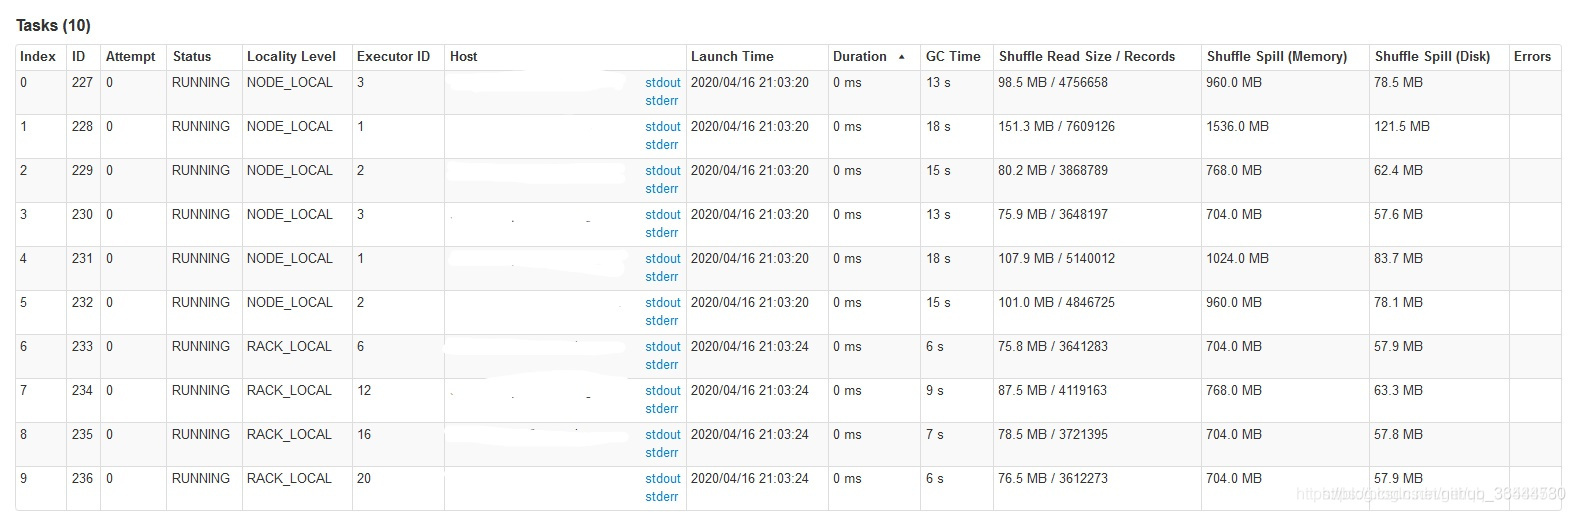 Tasks (10)
Index ID Attempt Status Locality Level Executor ID Host Launch Time Duration ▲ GC Time Shuffle Read Size / Records Shuffle Spill (Memory) Shuffle Spill (Disk) Errors
0 227 0 RUNNING NODE_LOCAL 3 stdout 2020/04/16 21:03:20 0 ms 13 s 98.5 MB / 4756658 960.0 MB 78.5 MB
stderr
1 228 0 RUNNING NODE_LOCAL 1 stdout 2020/04/16 21:03:20 0 ms 18 s 151.3 MB / 7609126 1536.0 MB 121.5 MB
stderr
2 229 0 RUNNING NODE_LOCAL 2 stdout 2020/04/16 21:03:20 0 ms 15 s 80.2 MB / 3868789 768.0 MB 62.4 MB
stderr
3 230 0 RUNNING NODE_LOCAL 3 stdout 2020/04/16 21:03:20 0 ms 13 s 75.9 MB / 3648197 704.0 MB 57.6 MB
stderr
4 231 0 RUNNING NODE_LOCAL 1 stdout 2020/04/16 21:03:20 0 ms 18 s 107.9 MB / 5140012 1024.0 MB 83.7 MB
stderr
5 232 0 RUNNING NODE_LOCAL 2 stdout 2020/04/16 21:03:20 0 ms 15 s 101.0 MB / 4846725 960.0 MB 78.1 MB
stderr
6 233 0 RUNNING RACK_LOCAL 6 stdout 2020/04/16 21:03:24 0 ms 6 s 75.8 MB / 3641283 704.0 MB 57.9 MB
stderr
7 234 0 RUNNING RACK_LOCAL 12 stdout 2020/04/16 21:03:24 0 ms 9 s 87.5 MB / 4119163 768.0 MB 63.3 MB
stderr
8 235 0 RUNNING RACK_LOCAL 16 stdout 2020/04/16 21:03:24 0 ms 7 s 78.5 MB / 3721395 704.0 MB 57.8 MB
stderr
9 236 0 RUNNING RACK_LOCAL 20 stdout 2020/04/16 21:03:24 0 ms 6 s 76.5 MB / 3612273 704.0 MB 57.9 MB
stderr